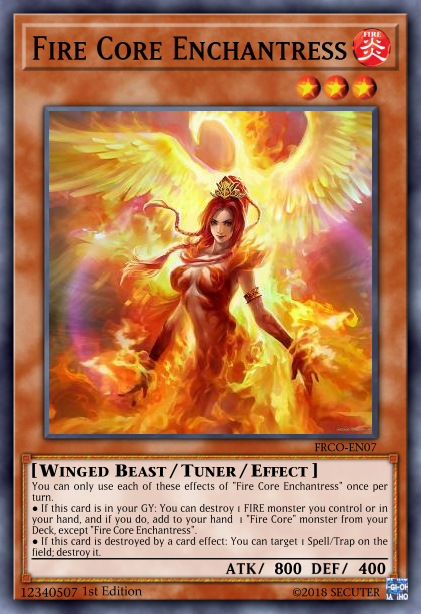 Fire Core Enchantress
FIRE
炎
FRCO-EN07
[Winged Beast/Tuner/Effect]
You can only use each of these effects of "Fire Core Enchantress" once per
turn.
● If this card is in your GY: You can destroy 1 FIRE monster you control or in
your hand, and if you do, add to your hand 1 "Fire Core" monster from your
Deck, except "Fire Core Enchantress".
● If this card is destroyed by a card effect: You can target 1 Spell/Trap on the
field; destroy it.
ATK/ 800 DEF/ 400
12340507 1st Edition
©2018 SECUTER